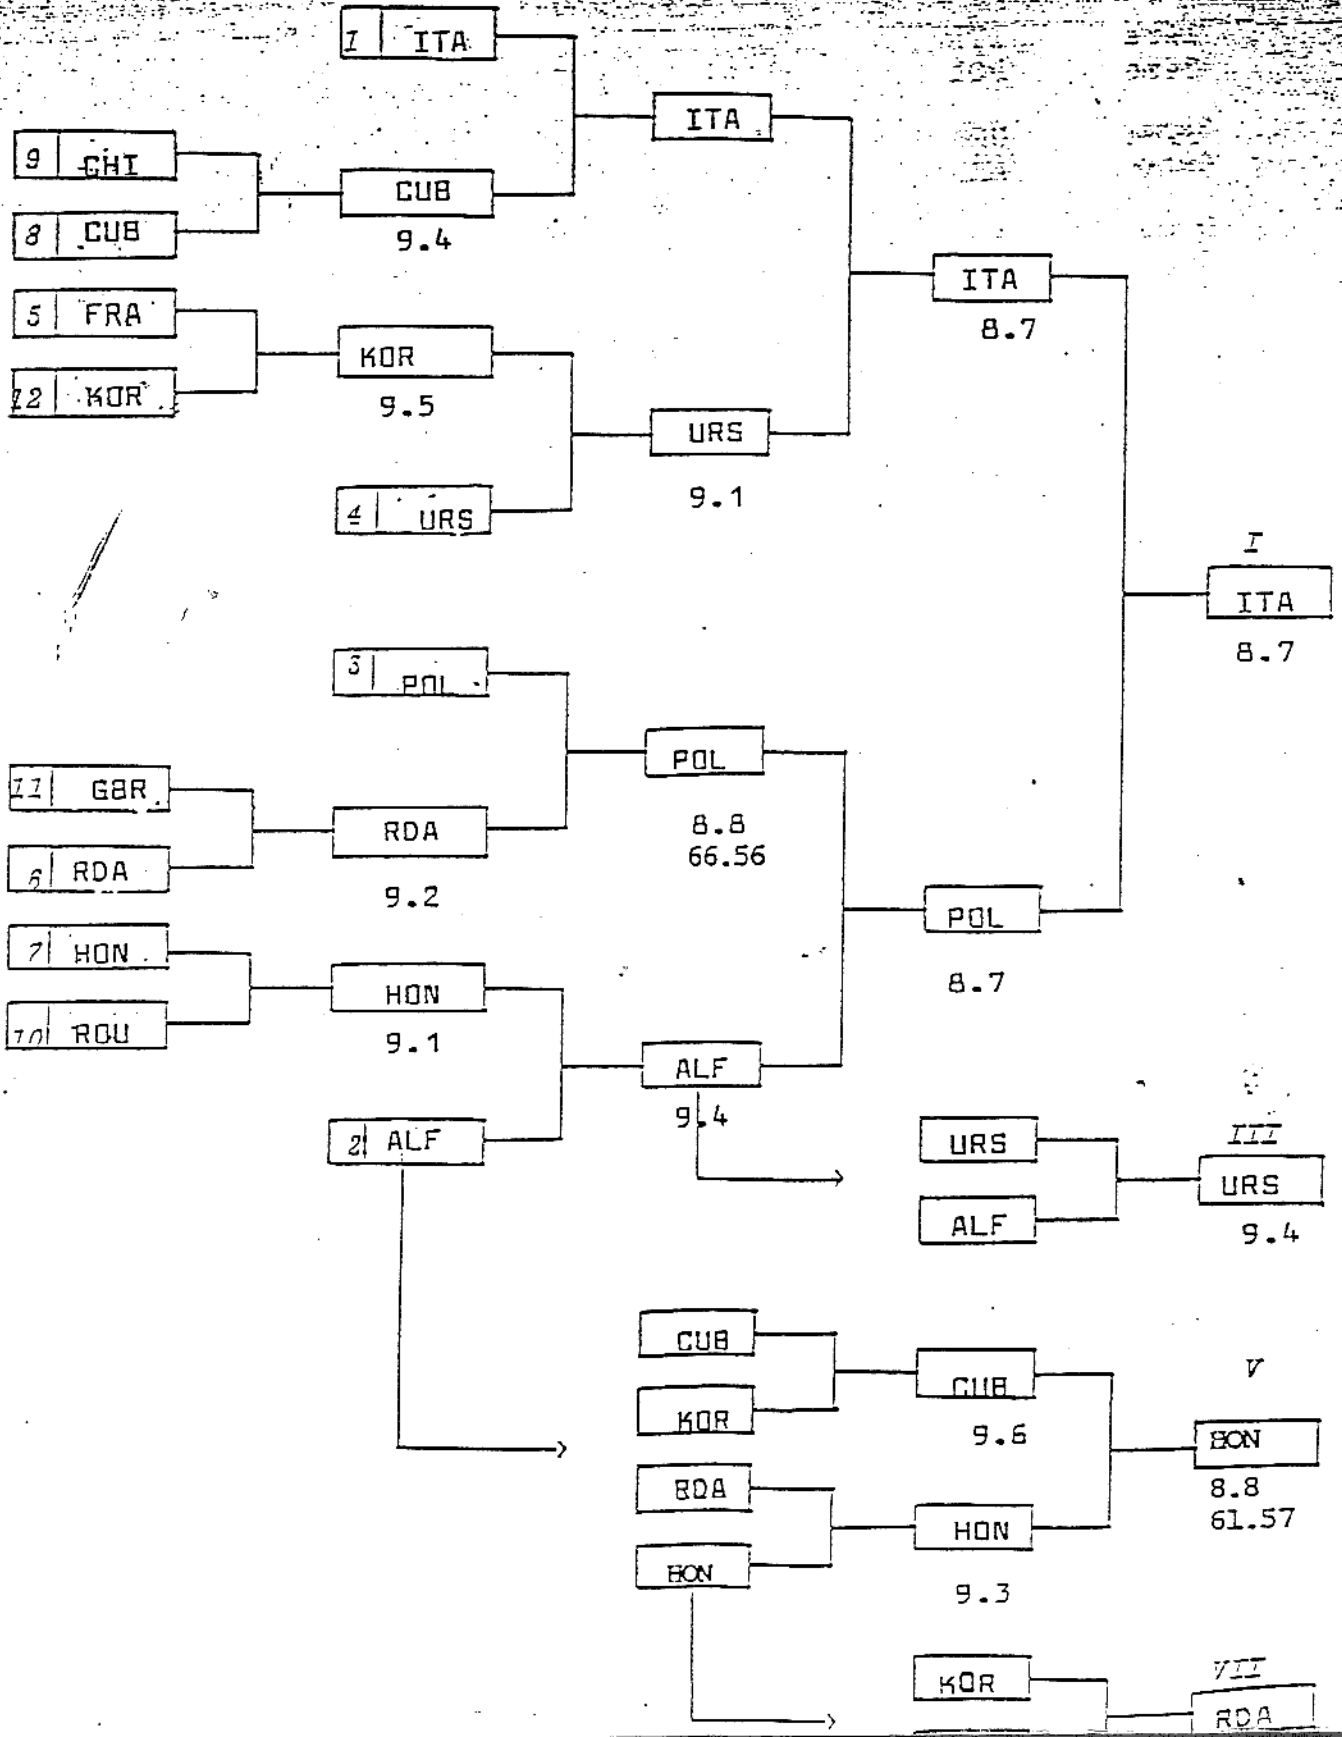 I ITA
ITA
9 CHI
CUB
9.4
8 CUB
ITA
8.7
5 FRA
KOR
9.5
12 KOR
URS
9.1
4 URS
I
ITA
8.7
3 POL
POL
8.8
66.56
11 GBR
RDA
9.2
6 RDA
POL
8.7
7 HON
HON
9.1
10 ROU
ALF
9.4
2 ALF
URS
III
URS
9.4
ALF
CUB
CUB
9.6
KOR
V
HON
8.8
61.57
RDA
HON
9.3
HON
KOR
VII
RDA